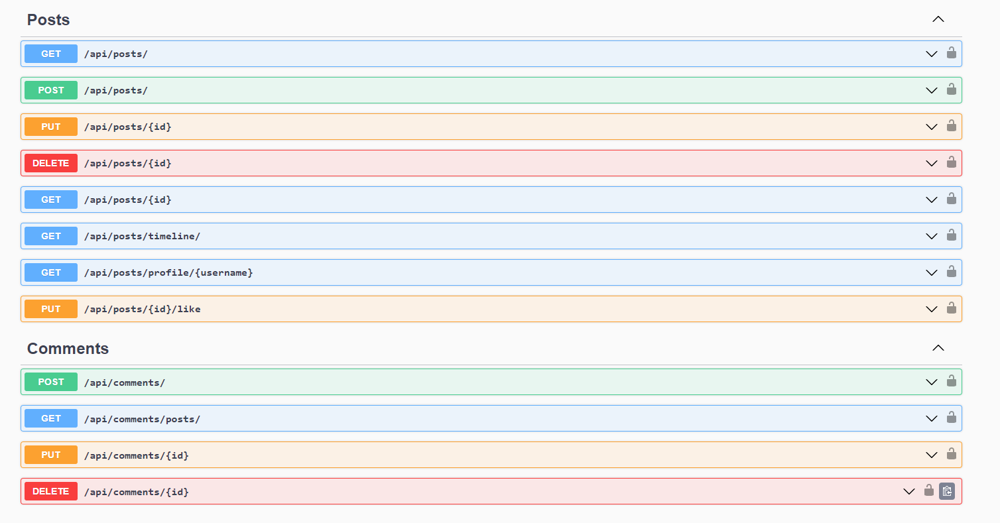 Posts
GET /api/posts/
POST /api/posts/
PUT /api/posts/{id}
DELETE /api/posts/{id}
GET /api/posts/{id}
GET /api/posts/timeline/
GET /api/posts/profile/{username}
PUT /api/posts/{id}/like
Comments
POST /api/comments/
GET /api/comments/posts/
PUT /api/comments/{id}
DELETE /api/comments/{id}